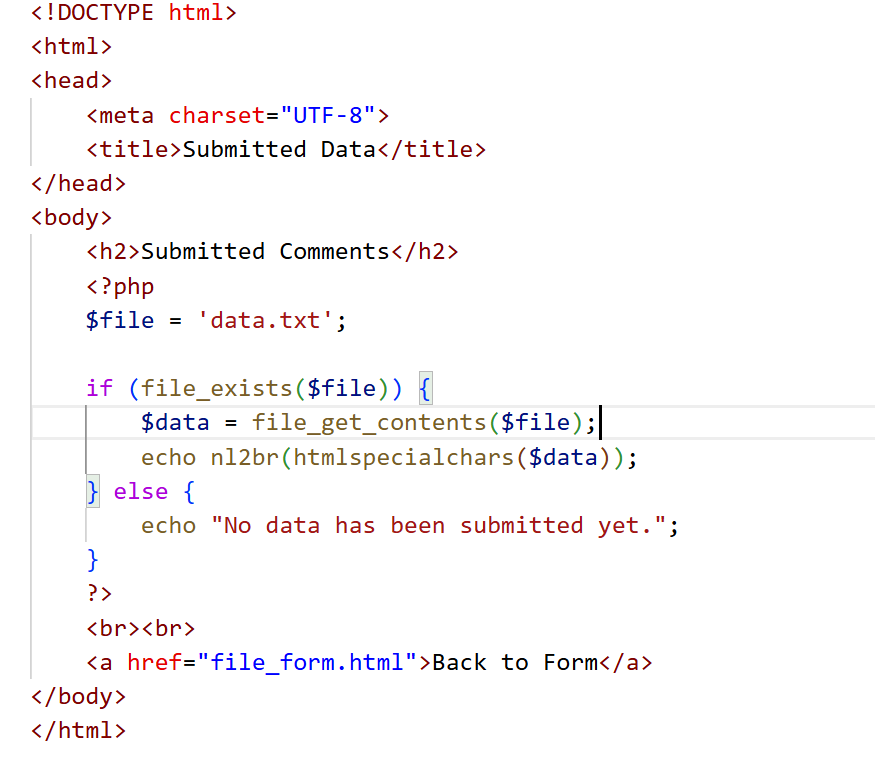 <!DOCTYPE html>
<html>
<head>
    <meta charset="UTF-8">
    <title>Submitted Data</title>
</head>
<body>
    <h2>Submitted Comments</h2>
    <?php
    $file = 'data.txt';

    if (file_exists($file)) {
        $data = file_get_contents($file);
        echo nl2br(htmlspecialchars($data));
    } else {
        echo "No data has been submitted yet.";
    }
    ?>
    <br><br>
    <a href="file_form.html">Back to Form</a>
</body>
</html>